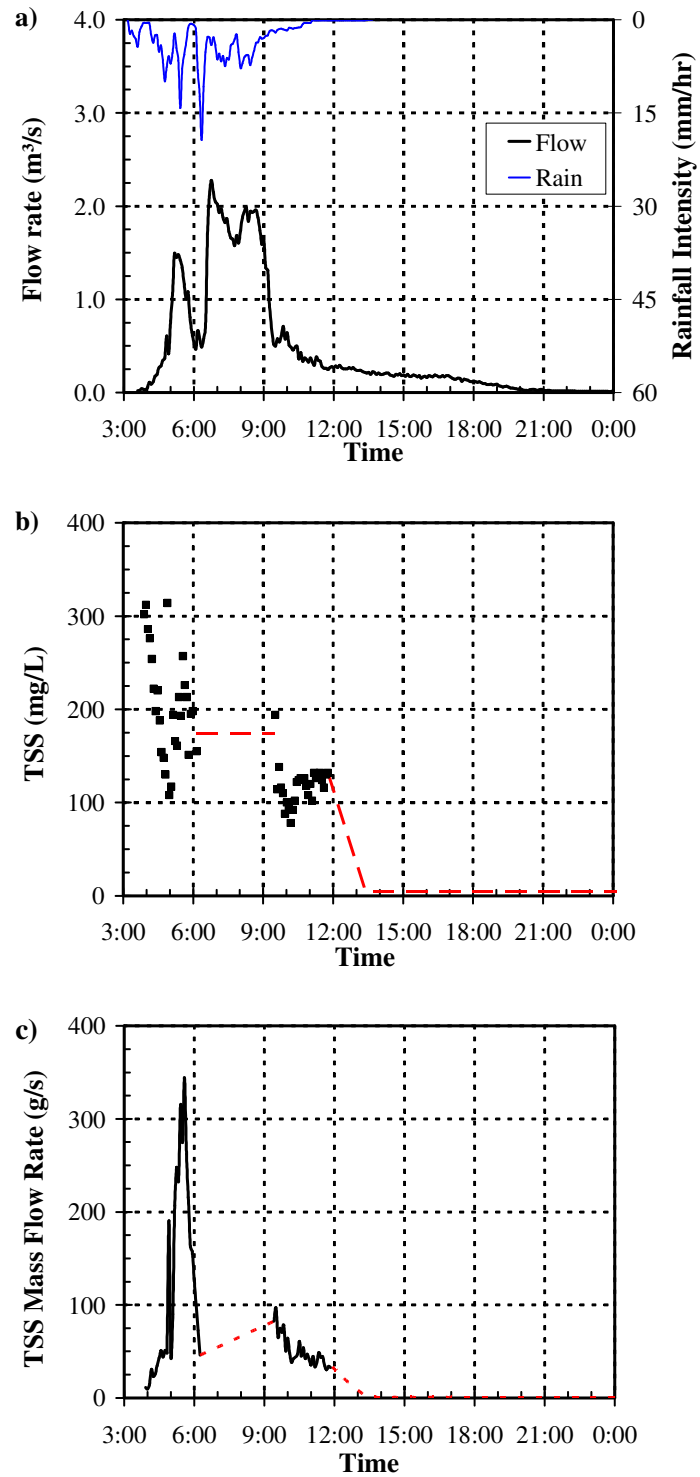 a)
4.0
3.0
2.0
1.0
0.0
Flow rate (m³/s)
0
15
30
45
60
Rainfall Intensity (mm/hr)
Flow
Rain
3:00 6:00 9:00 12:00 15:00 18:00 21:00 0:00
Time
b)
400
300
200
100
0
TSS (mg/L)
3:00 6:00 9:00 12:00 15:00 18:00 21:00 0:00
Time
c)
400
300
200
100
0
TSS Mass Flow Rate (g/s)
3:00 6:00 9:00 12:00 15:00 18:00 21:00 0:00
Time